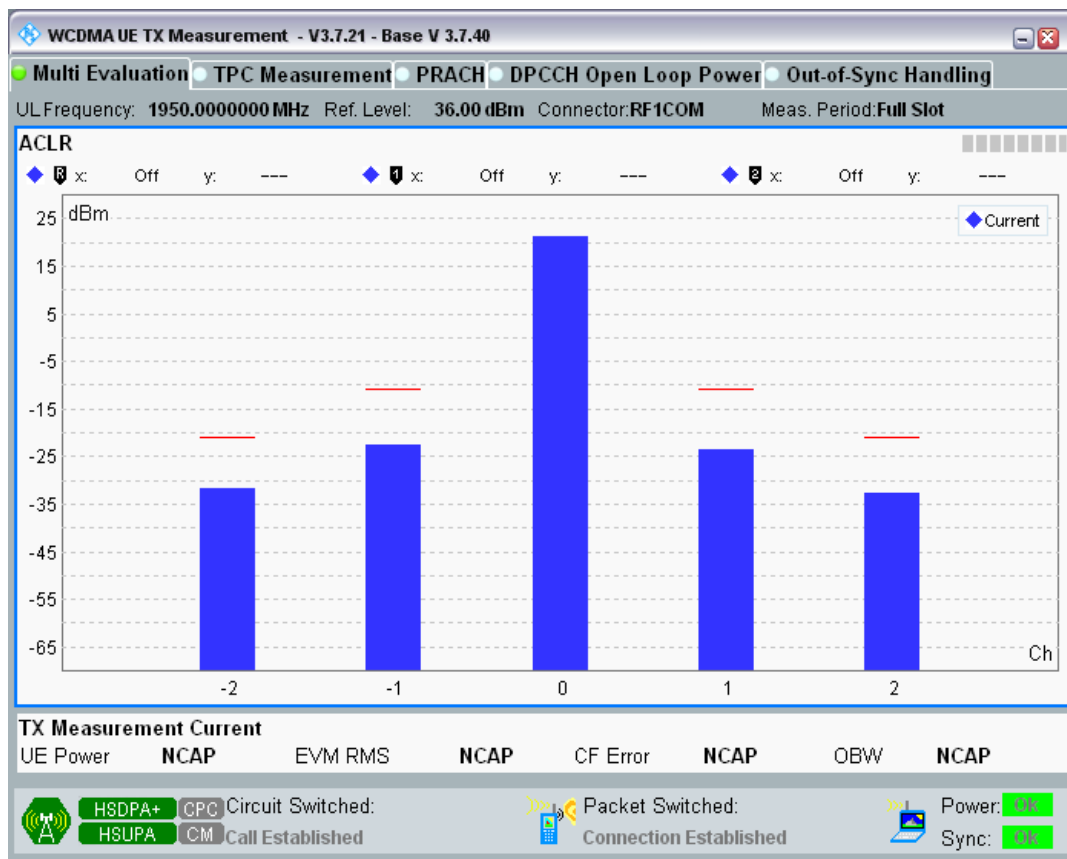 WCDMA UE TX Measurement - V3.7.21 - Base V 3.7.40
Multi Evaluation TPC Measurement PRACH DPCCH Open Loop Power Out-of-Sync Handling
UL Frequency: 1950.0000000 MHz Ref. Level: 36.00 dBm Connector:RF1COM Meas. Period:Full Slot
ACLR
R x: Off y: --- 1 x: Off y: --- 2 x: Off y: ---
dBm
Current
25
15
5
-5
-15
-25
-35
-45
-55
-65
Ch
-2 -1 0 1 2
TX Measurement Current
UE Power NCAP EVM RMS NCAP CF Error NCAP OBW NCAP
HSDPA+ CPC Circuit Switched: Packet Switched: Power: OK
HSUPA CM Call Established Connection Established Sync: OK